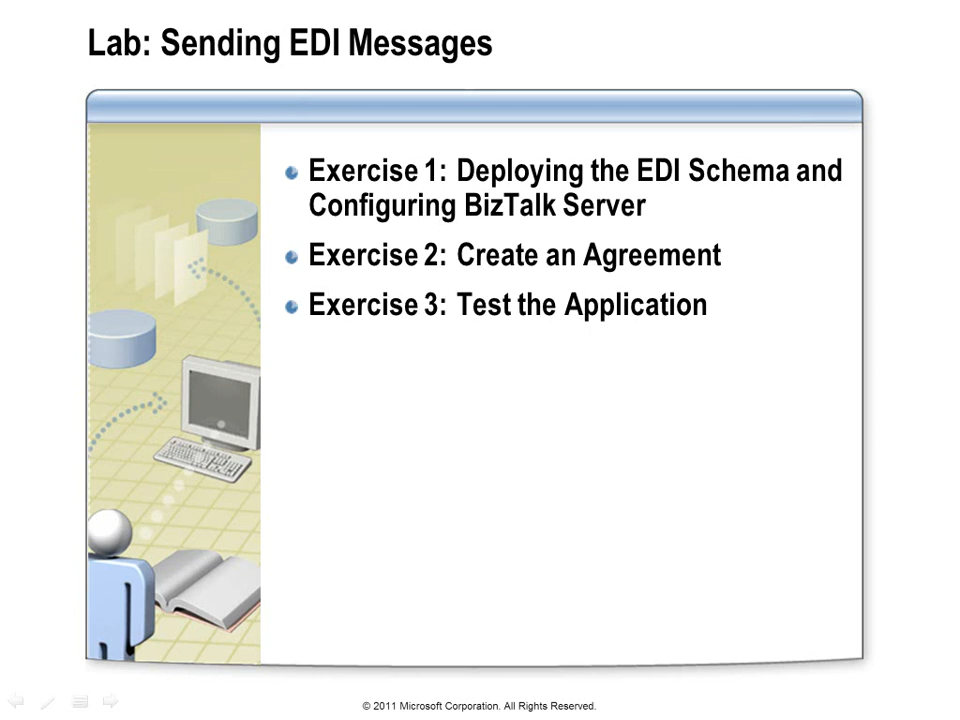 Lab: Sending EDI Messages
Exercise 1: Deploying the EDI Schema and
Configuring BizTalk Server
Exercise 2: Create an Agreement
Exercise 3: Test the Application
© 2011 Microsoft Corporation. All Rights Reserved.